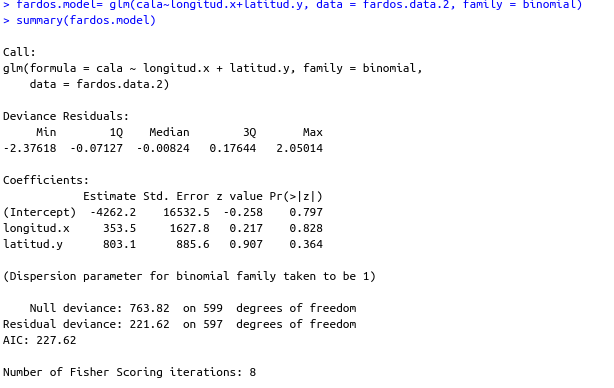 > fardos.model= glm(cala~longitud.x+latitud.y, data = fardos.data.2, family = binomial)
> summary(fardos.model)
Call:
glm(formula = cala ~ longitud.x + latitud.y, family = binomial,
    data = fardos.data.2)
Deviance Residuals:
     Min       1Q   Median       3Q      Max
-2.37618 -0.07127 -0.00824  0.17644  2.05014
Coefficients:
            Estimate Std. Error z value Pr(>|z|)
(Intercept)  -4262.2    16532.5  -0.258    0.797
longitud.x     353.5     1627.8   0.217    0.828
latitud.y      803.1      885.6   0.907    0.364
(Dispersion parameter for binomial family taken to be 1)
    Null deviance: 763.82  on 599  degrees of freedom
Residual deviance: 221.62  on 597  degrees of freedom
AIC: 227.62
Number of Fisher Scoring iterations: 8